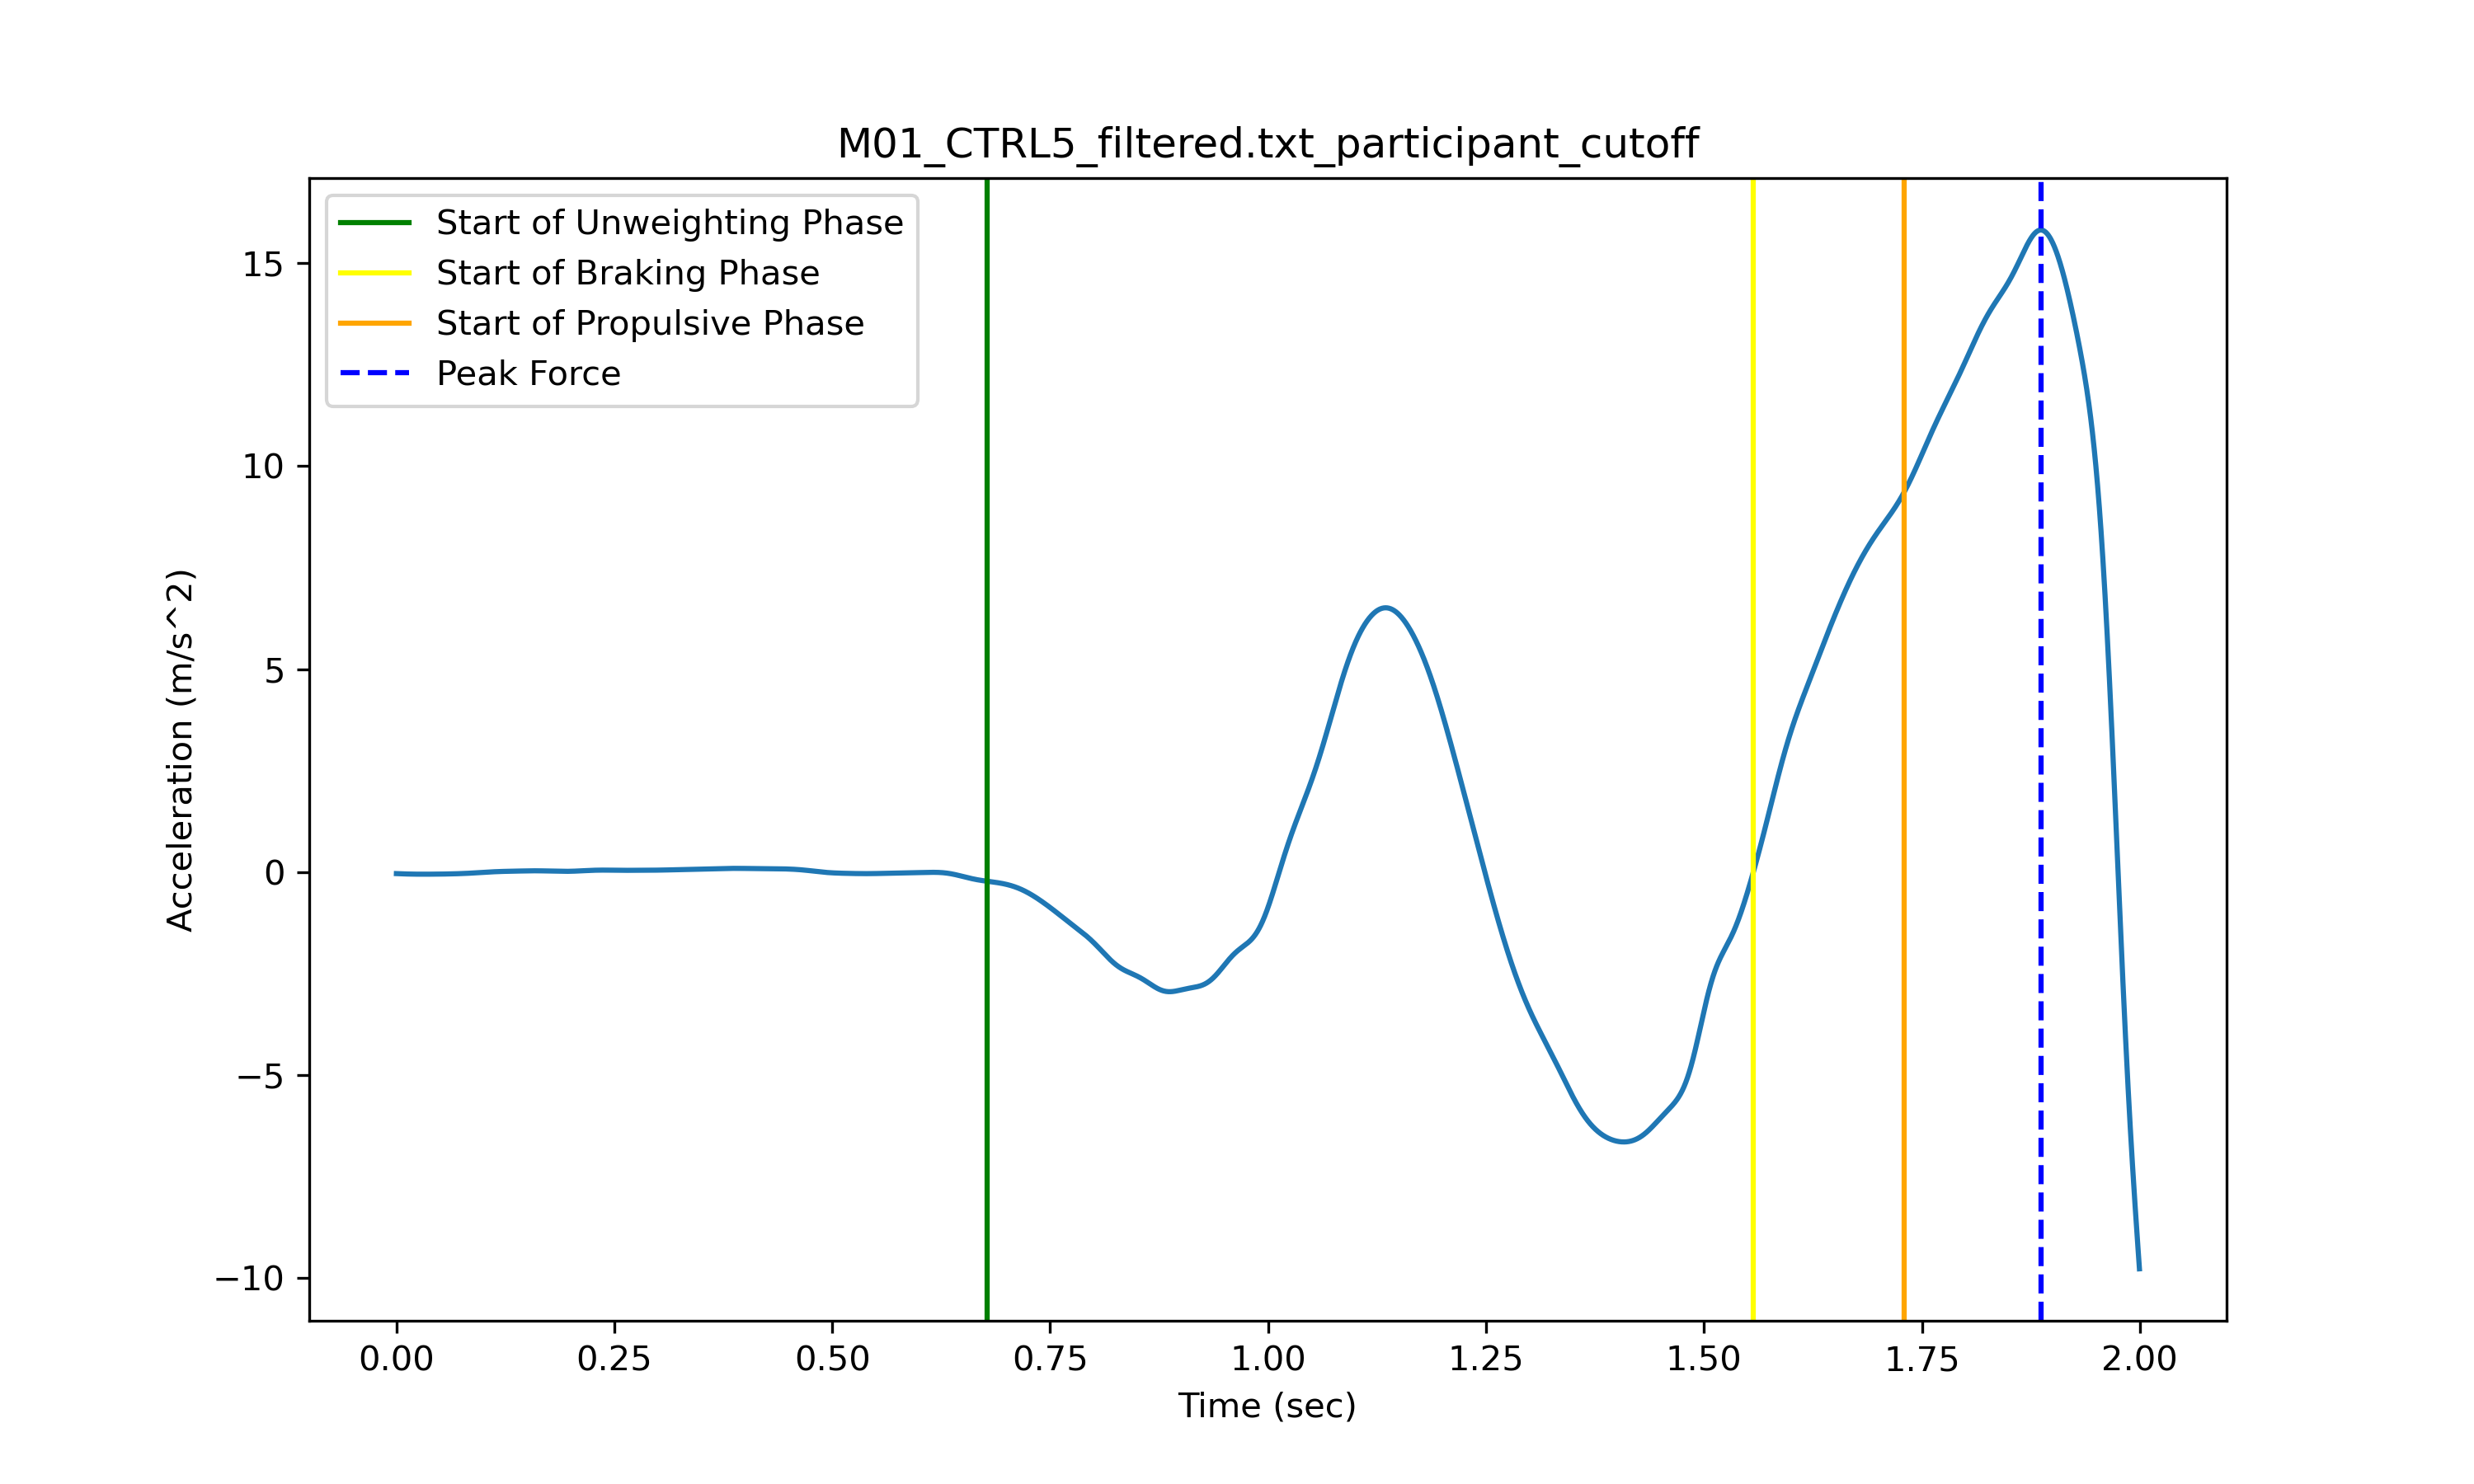 M01_CTRL5_filtered.txt_participant_cutoff
Start of Unweighting Phase
Start of Braking Phase
Start of Propulsive Phase
Peak Force
15
10
5
0
−5
−10
Acceleration (m/s^2)
0.00 0.25 0.50 0.75 1.00 1.25 1.50 1.75 2.00
Time (sec)